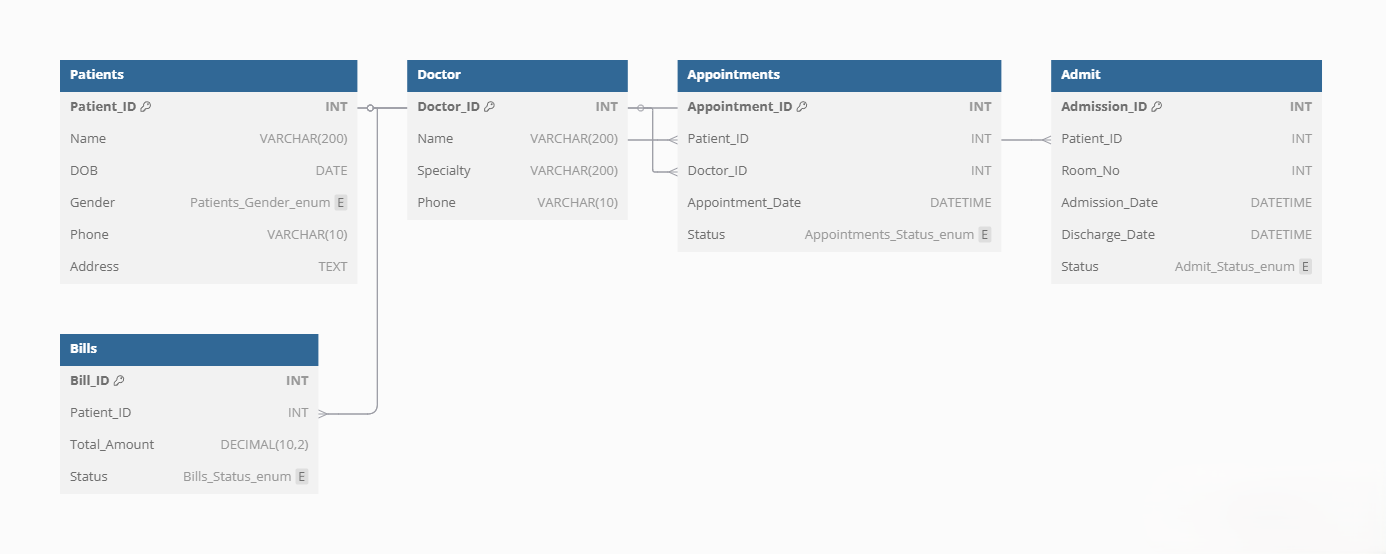 Patients
Patient_ID INT
Name VARCHAR(200)
DOB DATE
Gender Patients_Gender_enum E
Phone VARCHAR(10)
Address TEXT
Doctor
Doctor_ID INT
Name VARCHAR(200)
Specialty VARCHAR(200)
Phone VARCHAR(10)
Appointments
Appointment_ID INT
Patient_ID INT
Doctor_ID INT
Appointment_Date DATETIME
Status Appointments_Status_enum E
Admit
Admission_ID INT
Patient_ID INT
Room_No INT
Admission_Date DATETIME
Discharge_Date DATETIME
Status Admit_Status_enum E
Bills
Bill_ID INT
Patient_ID INT
Total_Amount DECIMAL(10,2)
Status Bills_Status_enum E